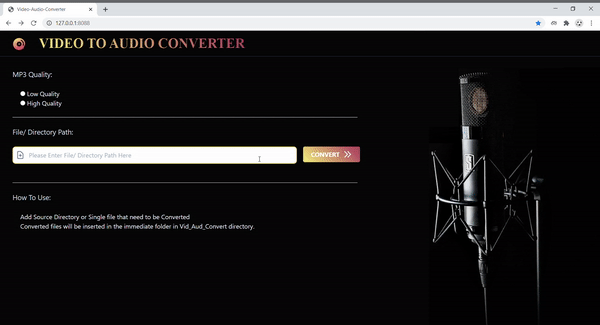 Video-Audio-Converter
127.0.0.1:8088
VIDEO TO AUDIO CONVERTER
MP3 Quality:
Low Quality
High Quality
File/ Directory Path:
Please Enter File/ Directory Path Here
CONVERT
How To Use:
Add Source Directory or Single file that need to be Converted
Converted files will be inserted in the immediate folder in Vid_Aud_Convert directory.